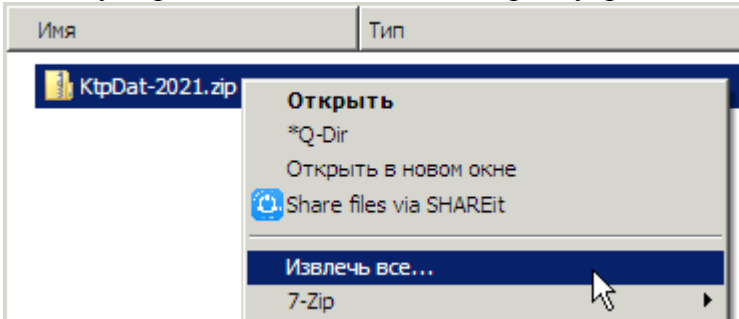 Имя Тип
KtpDat-2021.zip
Открыть
*Q-Dir
Открыть в новом окне
Share files via SHAREit
Извлечь все...
7-Zip